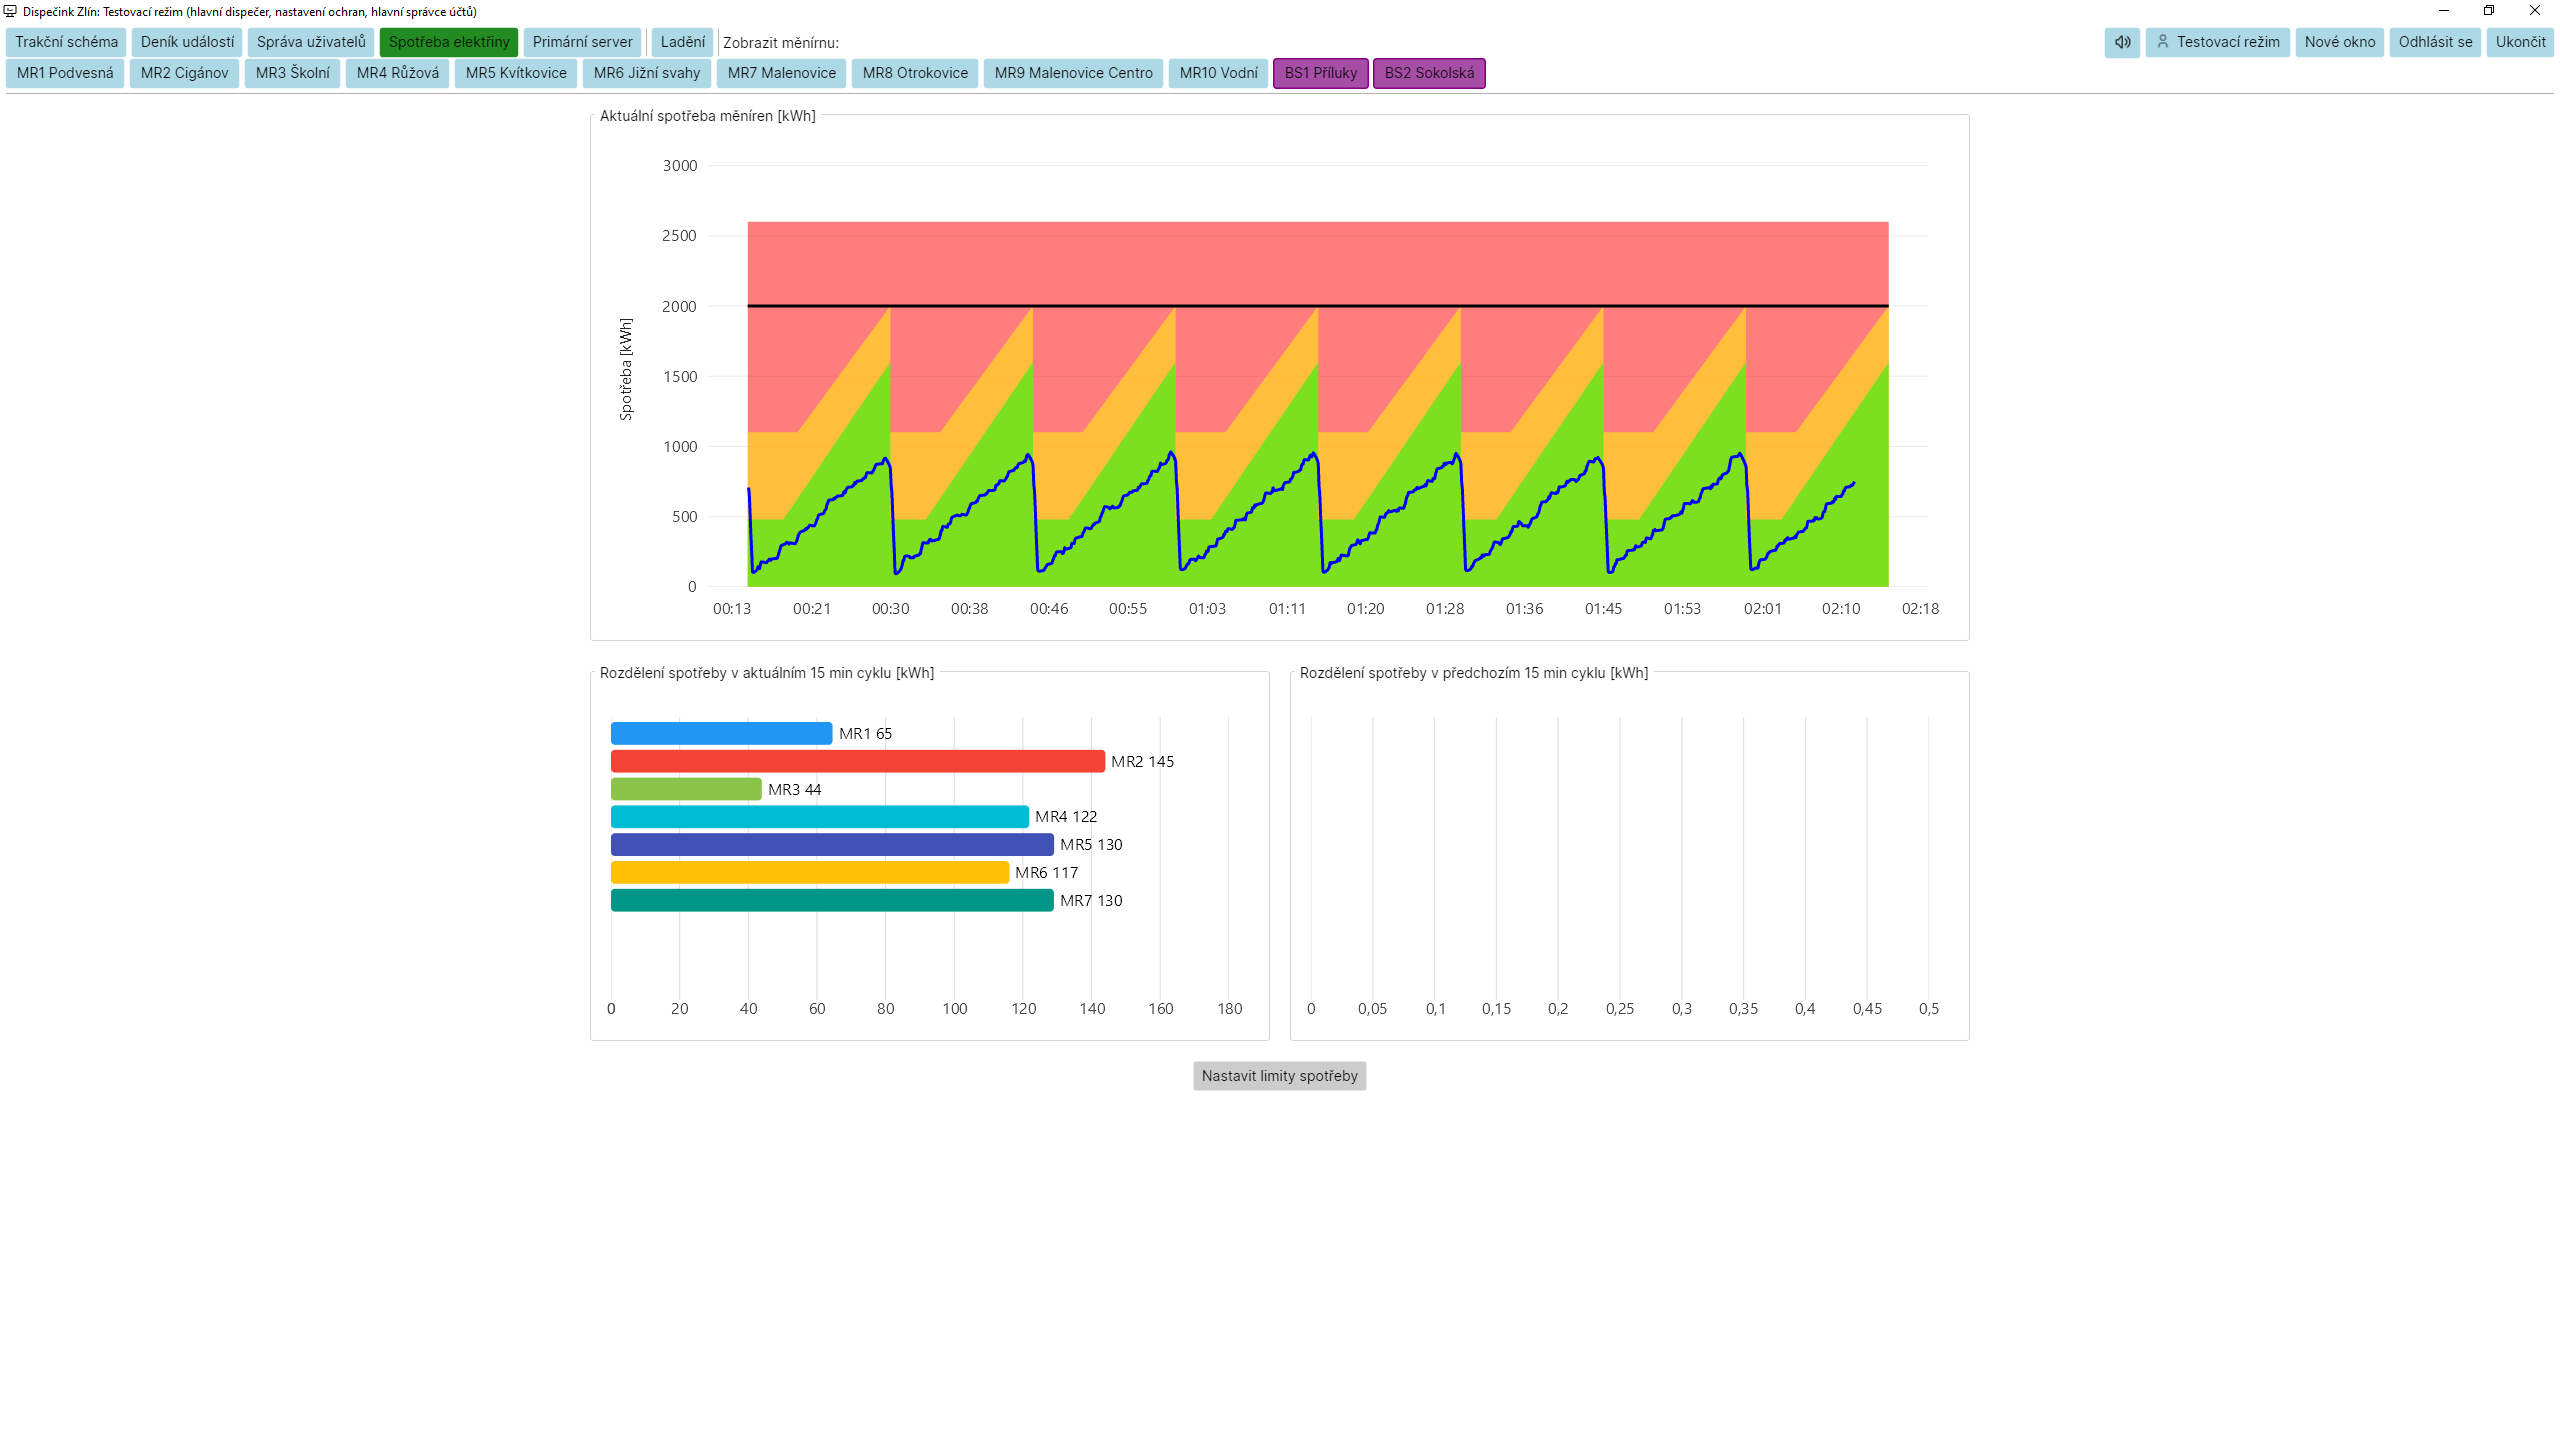 Dispečink Zlín: Testovací režim (hlavní dispečer, nastavení ochran, hlavní správce účtů)
Trakční schéma Deník událostí Správa uživatelů Spotřeba elektřiny Primární server Ladění Zobrazit měnírnu: Testovací režim Nové okno Odhlásit se Ukončit
MR1 Podvesná MR2 Cigánov MR3 Školní MR4 Růžová MR5 Kvítkovice MR6 Jižní svahy MR7 Malenovice MR8 Otrokovice MR9 Malenovice Centro MR10 Vodní BS1 Příluky BS2 Sokolská
Aktuální spotřeba měníren [kWh]
3000
2500
2000
1500
1000
500
0
Spotřeba [kWh]
00:13 00:21 00:30 00:38 00:46 00:55 01:03 01:11 01:20 01:28 01:36 01:45 01:53 02:01 02:10 02:18
Rozdělení spotřeby v aktuálním 15 min cyklu [kWh]
MR1 65
MR2 145
MR3 44
MR4 122
MR5 130
MR6 117
MR7 130
0 20 40 60 80 100 120 140 160 180
Rozdělení spotřeby v předchozím 15 min cyklu [kWh]
0 0,05 0,1 0,15 0,2 0,25 0,3 0,35 0,4 0,45 0,5
Nastavit limity spotřeby